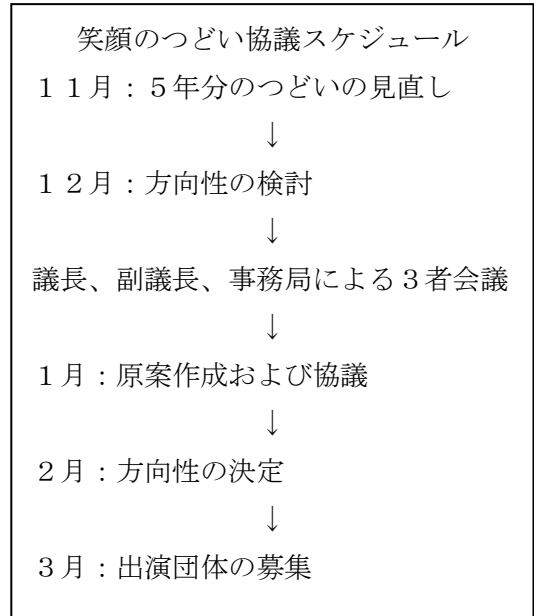 笑顔のつどい協議スケジュール
１１月：５年分のつどいの見直し
↓
１２月：方向性の検討
↓
議長、副議長、事務局による３者会議
↓
１月：原案作成および協議
↓
２月：方向性の決定
↓
３月：出演団体の募集